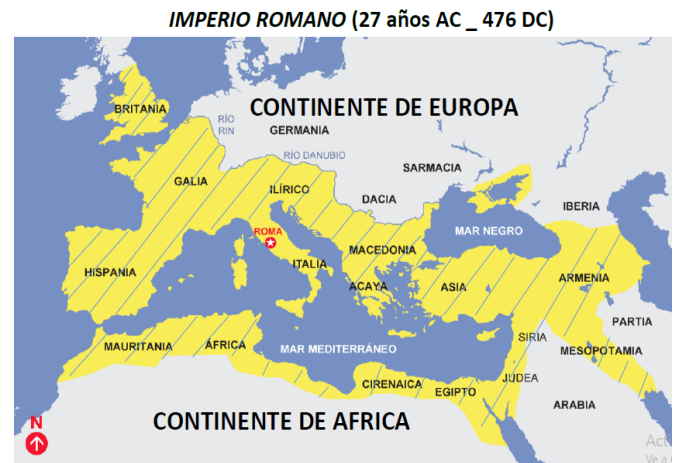 IMPERIO ROMANO (27 años AC _ 476 DC)
BRITANIA
CONTINENTE DE EUROPA
RÍO
RIN
GERMANIA
RÍO DANUBIO
SARMACIA
GALIA
ILÍRICO
DACIA
IBERIA
ROMA
MAR NEGRO
MACEDONIA
ITALIA
HISPANIA
ACAYA
ASIA
ARMENIA
PARTIA
SIRIA
MAURITANIA
ÁFRICA
MAR MEDITERRÁNEO
MESOPOTAMIA
JUDEA
CIRENAICA
EGIPTO
ARABIA
CONTINENTE DE AFRICA
N
Act
Ve a